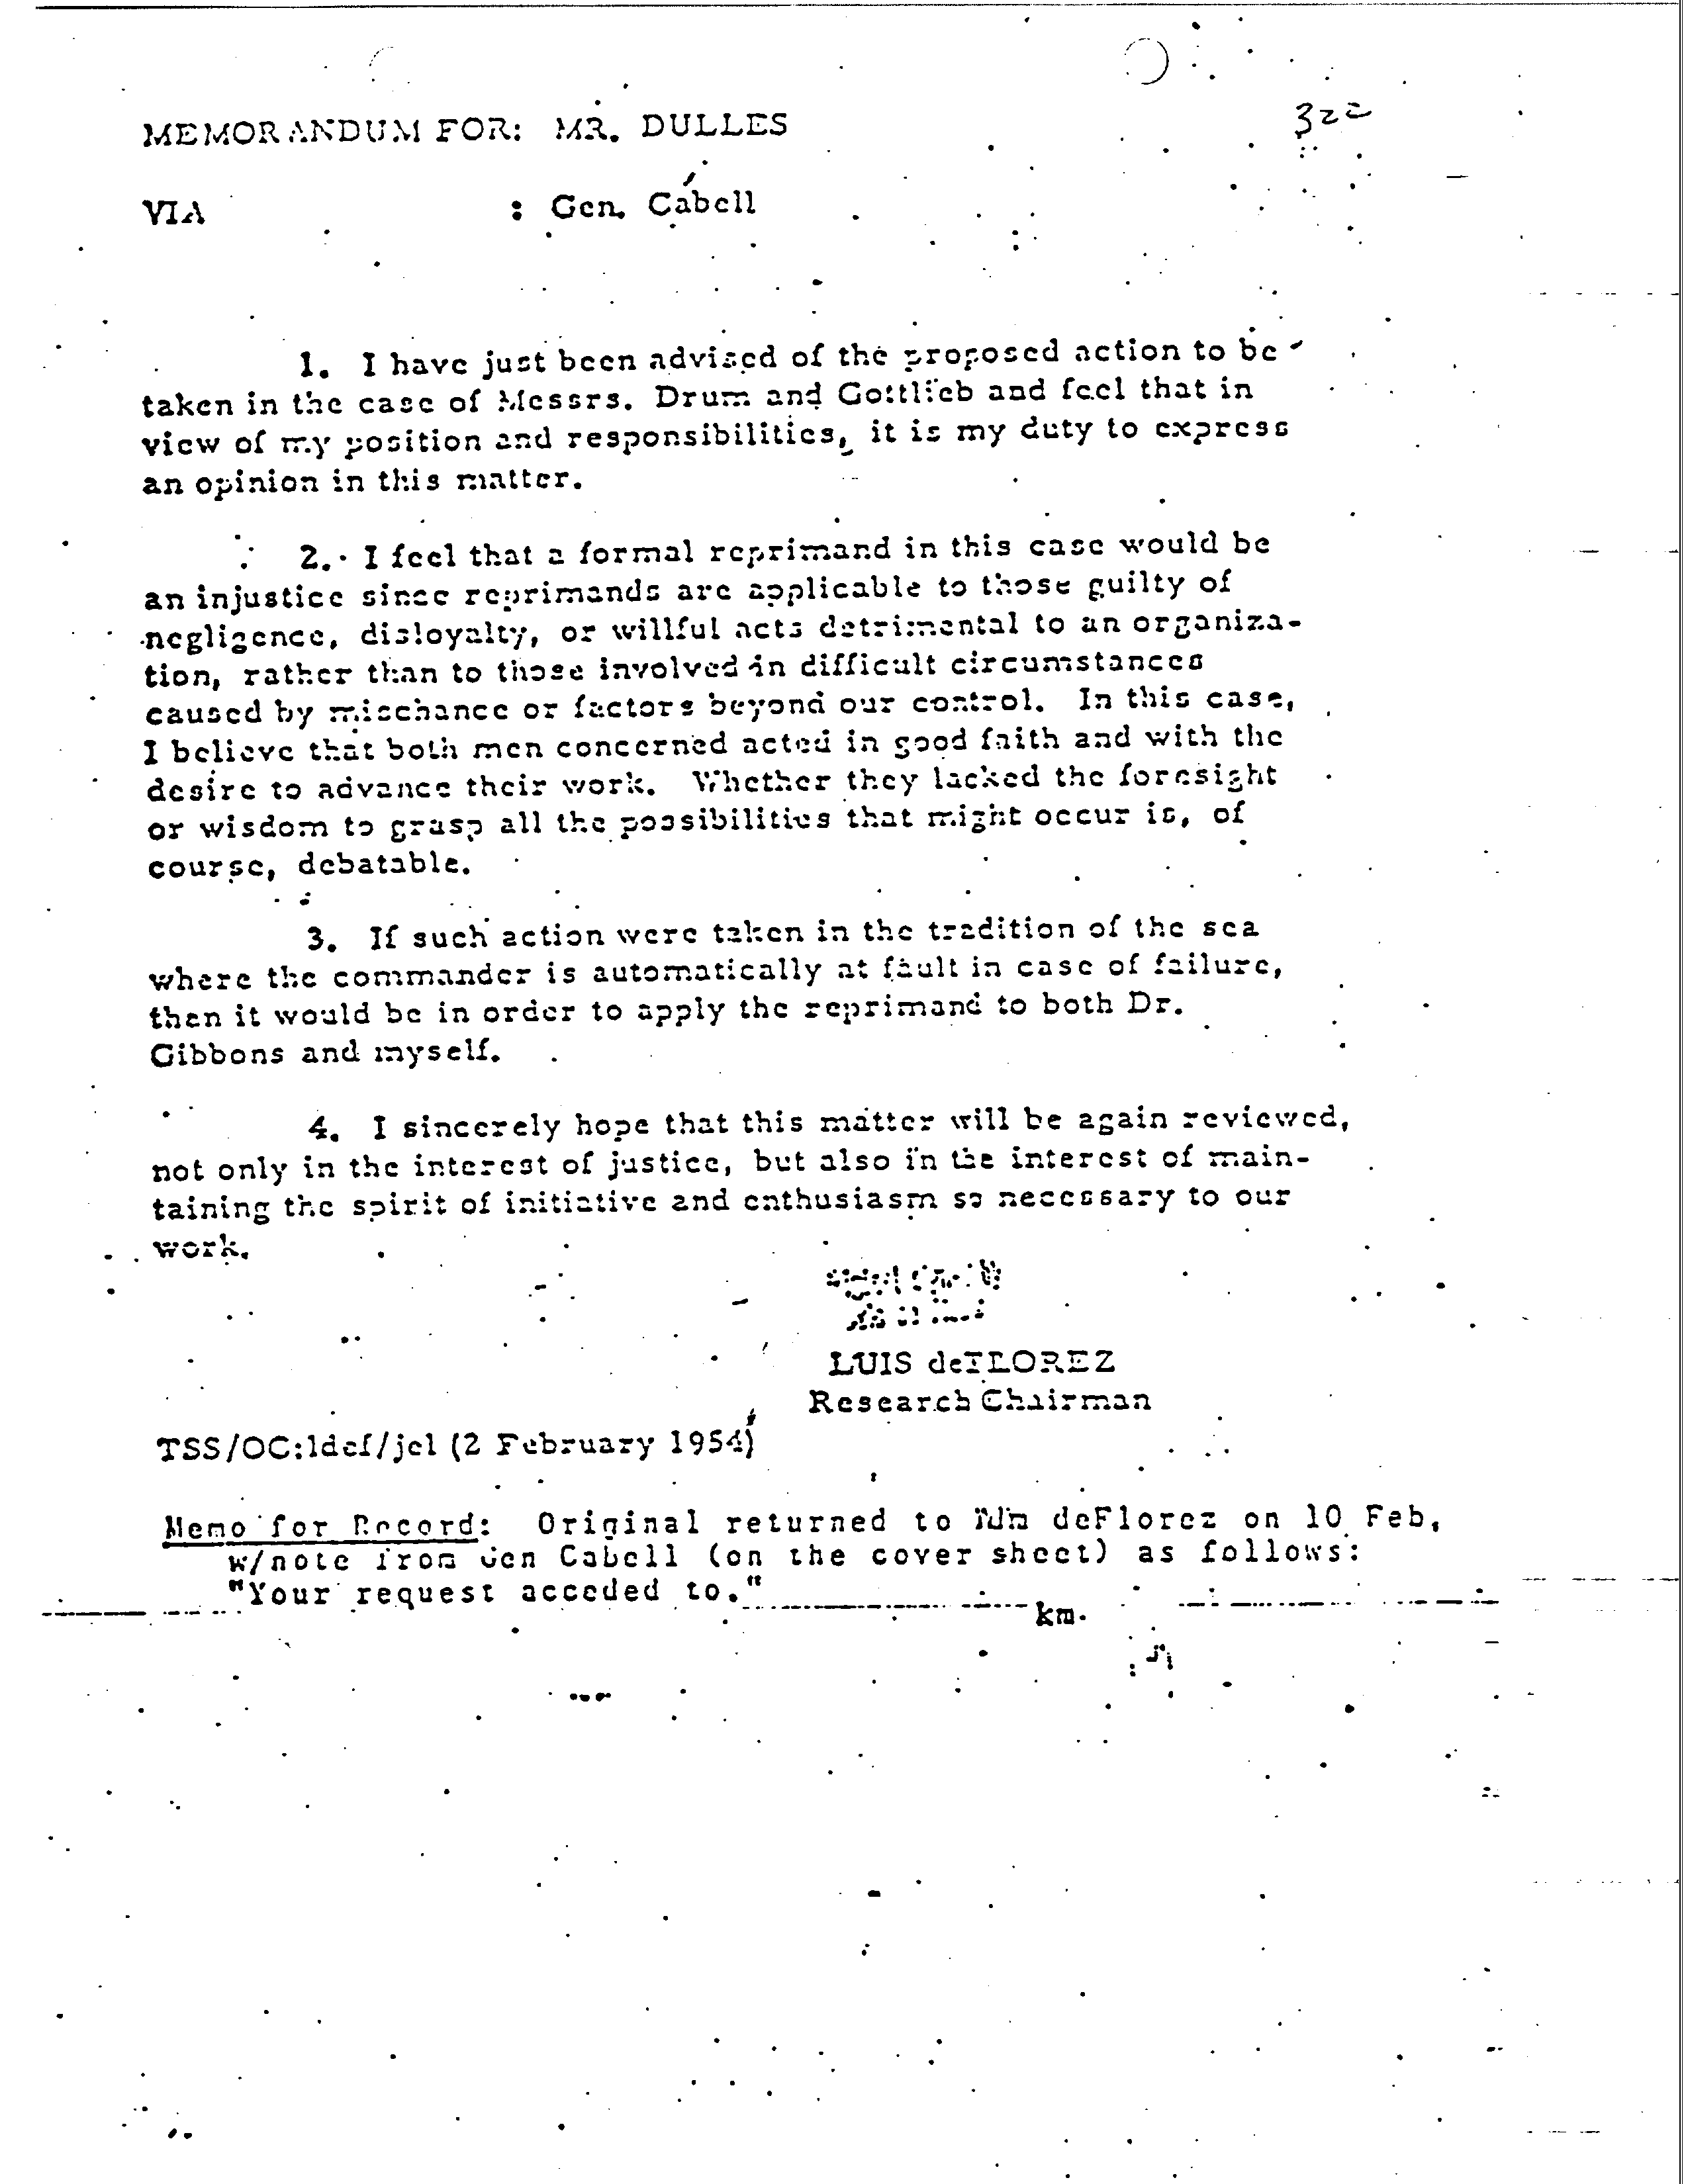 322
MEMORANDUM FOR: MR. DULLES
VIA : Gen. Cabell
1. I have just been advised of the proposed action to be
taken in the case of Messrs. Drum and Gottlieb and feel that in
view of my position and responsibilities, it is my duty to express
an opinion in this matter.
2. I feel that a formal reprimand in this case would be
an injustice since reprimands are applicable to those guilty of
negligence, disloyalty, or willful acts detrimental to an organiza-
tion, rather than to those involved in difficult circumstances
caused by mischance or factors beyond our control. In this case,
I believe that both men concerned acted in good faith and with the
desire to advance their work. Whether they lacked the foresight
or wisdom to grasp all the possibilities that might occur is, of
course, debatable.
3. If such action were taken in the tradition of the sea
where the commander is automatically at fault in case of failure,
then it would be in order to apply the reprimand to both Dr.
Gibbons and myself.
4. I sincerely hope that this matter will be again reviewed,
not only in the interest of justice, but also in the interest of main-
taining the spirit of initiative and enthusiasm so necessary to our
work.
LUIS deFLOREZ
Research Chairman
TSS/OC:ldef/jcl (2 February 1954)
Memo for Record: Original returned to Adm deFlorez on 10 Feb,
w/note from Gen Cabell (on the cover sheet) as follows:
"Your request acceded to."
km.